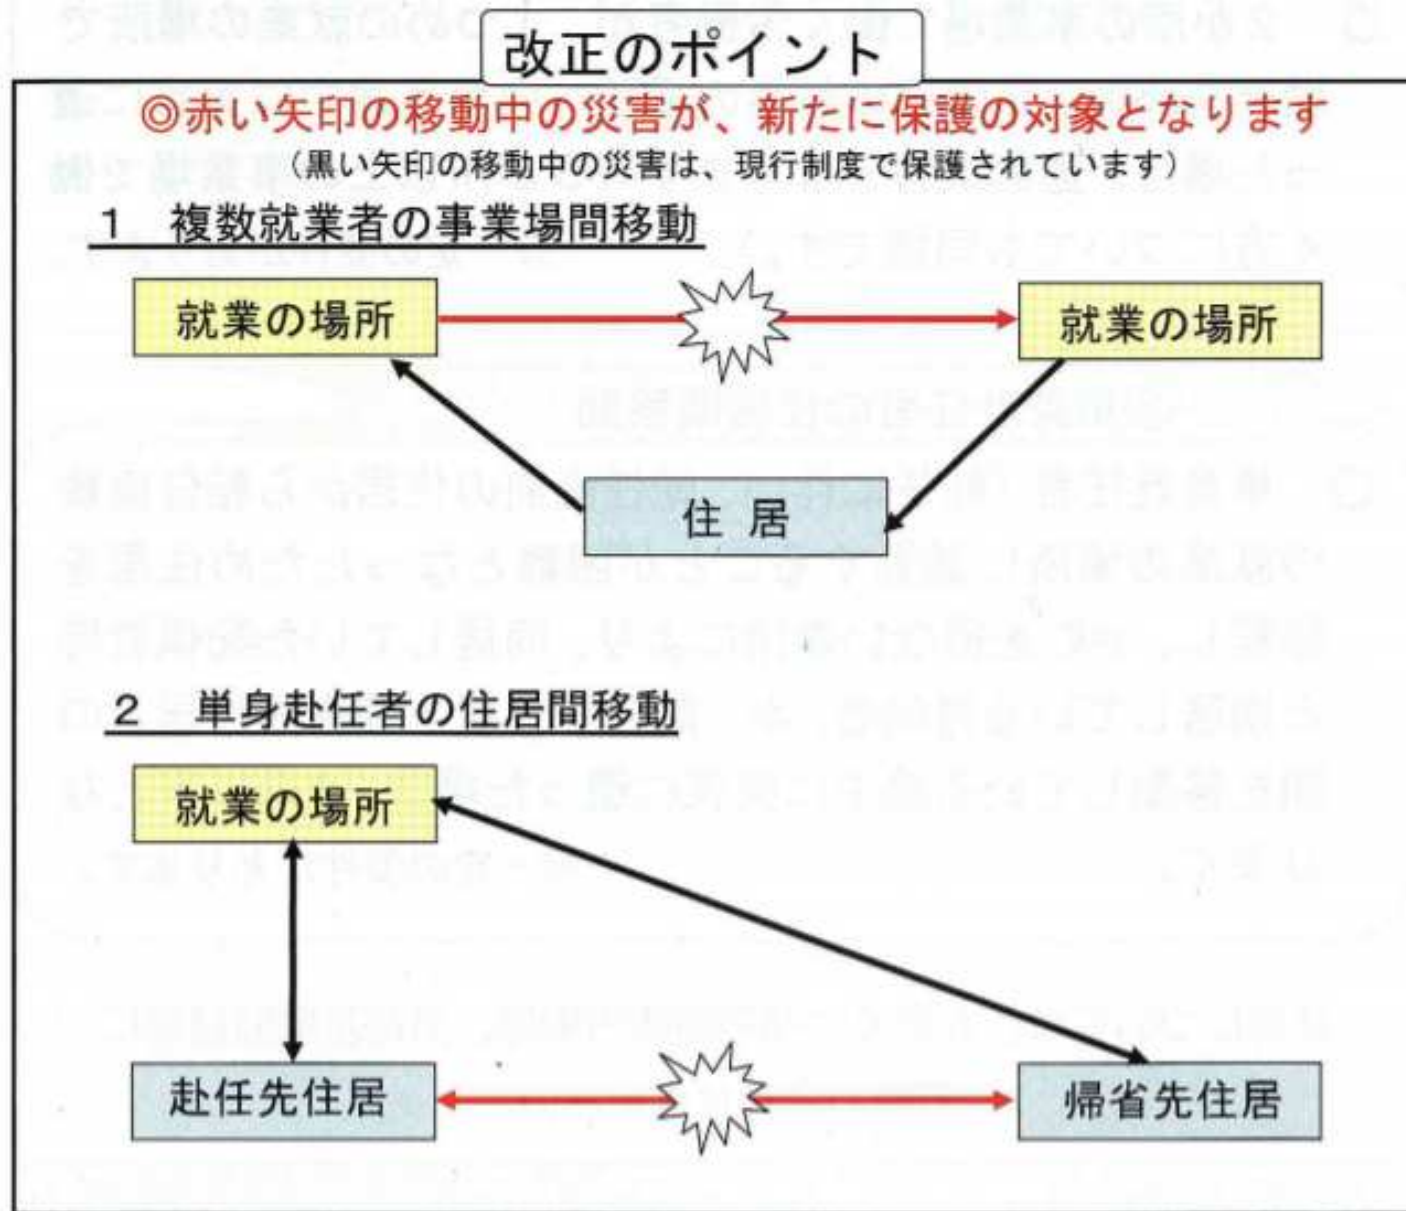 改正のポイント
◎赤い矢印の移動中の災害が、新たに保護の対象となります
(黒い矢印の移動中の災害は、現行制度で保護されています)
1 複数就業者の事業場間移動
就業の場所
就業の場所
住居
2 単身赴任者の住居間移動
就業の場所
赴任先住居
帰省先住居